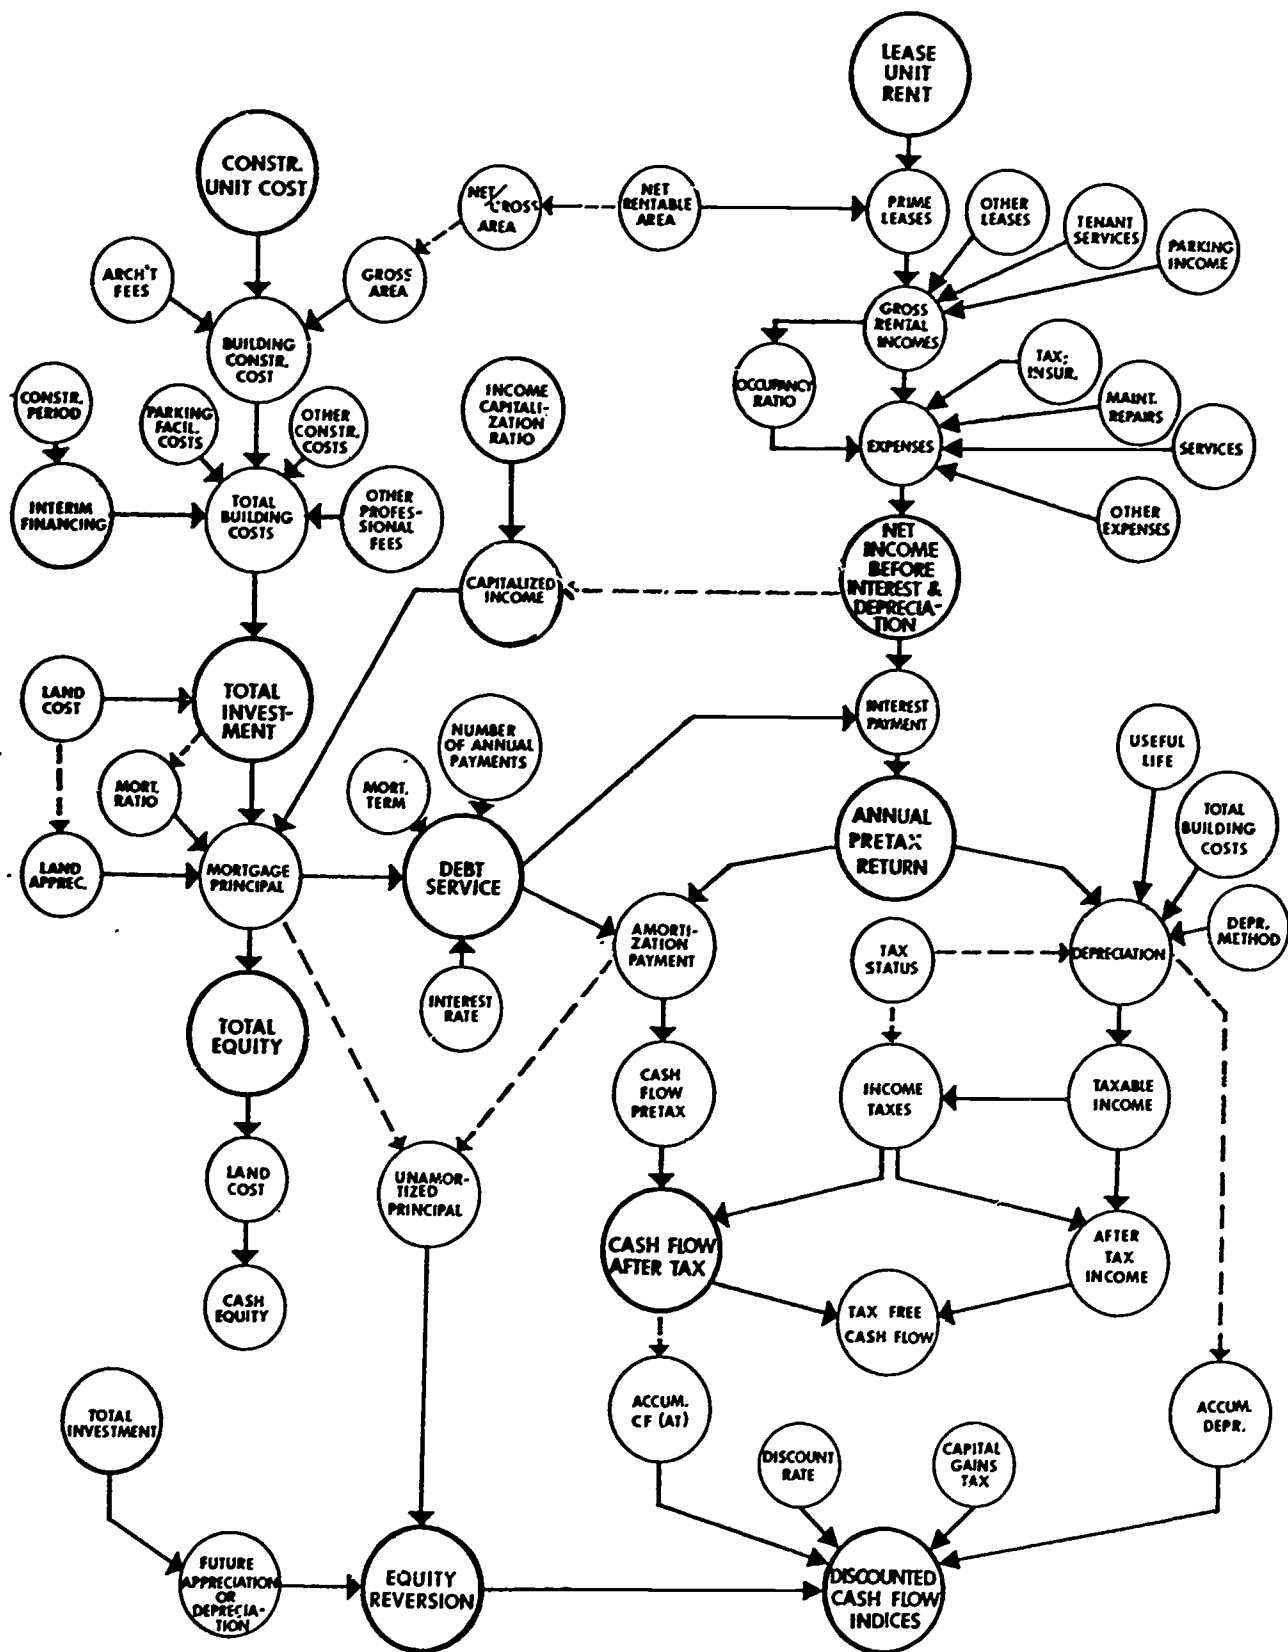 LEASE
UNIT
RENT
CONSTR.
UNIT COST
NET/GROSS
AREA
NET
RENTABLE
AREA
PRIME
LEASES
OTHER
LEASES
TENANT
SERVICES
PARKING
INCOME
ARCH'T
FEES
GROSS
AREA
BUILDING
CONSTR.
COST
GROSS
RENTAL
INCOMES
OCCUPANCY
RATIO
TAX;
INSUR.
MAINT.
REPAIRS
CONSTR.
PERIOD
PARKING
FACIL.
COSTS
OTHER
CONSTR.
COSTS
INCOME
CAPITALI-
ZATION
RATIO
EXPENSES
SERVICES
INTERIM
FINANCING
TOTAL
BUILDING
COSTS
OTHER
PROFES-
SIONAL
FEES
OTHER
EXPENSES
NET
INCOME
BEFORE
INTEREST &
DEPRECIA-
TION
CAPITALIZED
INCOME
LAND
COST
TOTAL
INVEST-
MENT
NUMBER
OF ANNUAL
PAYMENTS
INTEREST
PAYMENT
USEFUL
LIFE
MORT.
RATIO
MORT.
TERM
ANNUAL
PRETAX
RETURN
TOTAL
BUILDING
COSTS
LAND
APPREC.
MORTGAGE
PRINCIPAL
DEBT
SERVICE
AMORTI-
ZATION
PAYMENT
TAX
STATUS
DEPRECIATION
DEPR.
METHOD
INTEREST
RATE
TOTAL
EQUITY
CASH
FLOW
PRETAX
INCOME
TAXES
TAXABLE
INCOME
LAND
COST
UNAMOR-
TIZED
PRINCIPAL
CASH FLOW
AFTER TAX
AFTER
TAX
INCOME
CASH
EQUITY
TAX FREE
CASH FLOW
TOTAL
INVESTMENT
ACCUM.
CF (AT)
ACCUM.
DEPR.
DISCOUNT
RATE
CAPITAL
GAINS
TAX
FUTURE
APPRECIATION
OR
DEPRECIA-
TION
EQUITY
REVERSION
DISCOUNTED
CASH FLOW
INDICES